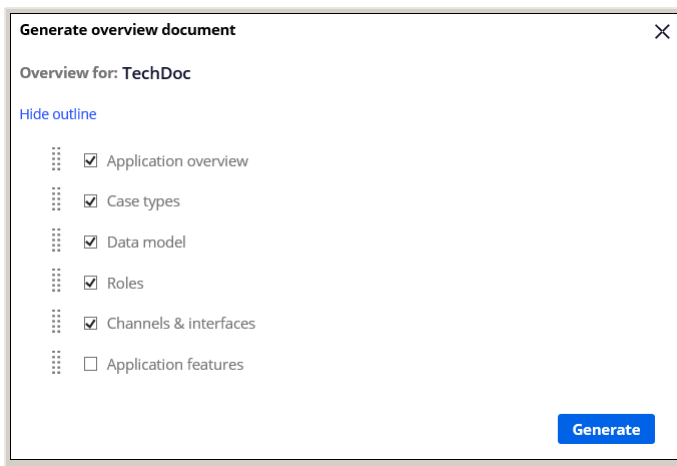 Generate overview document
Overview for: TechDoc
Hide outline
Application overview
Case types
Data model
Roles
Channels & interfaces
Application features
Generate